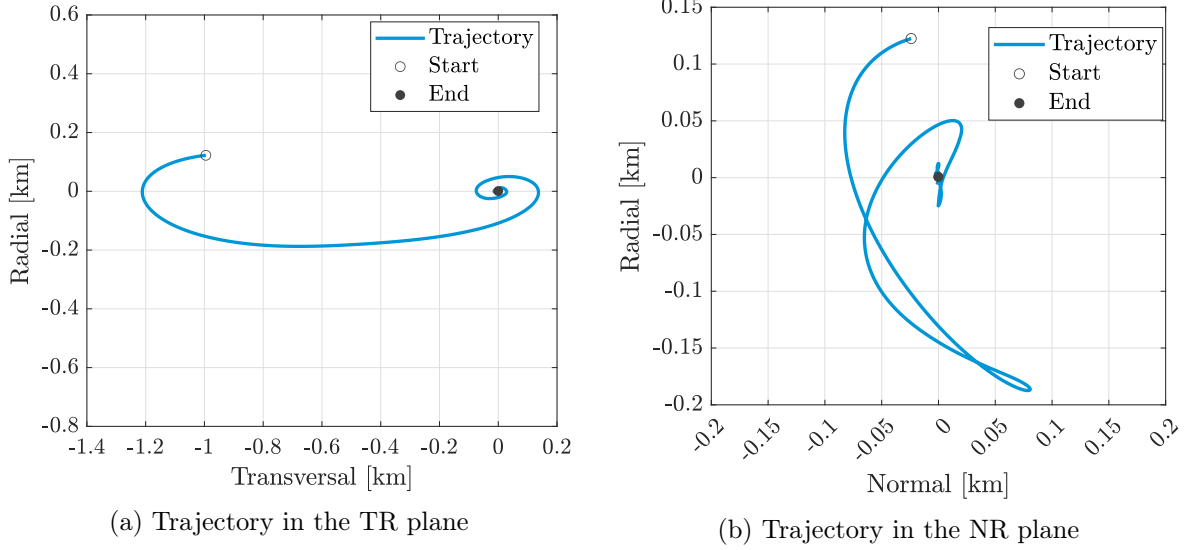 0.6
0.4
0.2
0
-0.2
-0.4
-0.6
-0.8
Radial [km]
-1.4
-1.2
-1
-0.8
-0.6
-0.4
-0.2
0
0.2
Transversal [km]
Trajectory
Start
End
(a) Trajectory in the TR plane
0.15
0.1
0.05
0
-0.05
-0.1
-0.15
-0.2
Radial [km]
-0.2
-0.15
-0.1
-0.05
0
0.05
0.1
0.15
0.2
Normal [km]
Trajectory
Start
End
(b) Trajectory in the NR plane